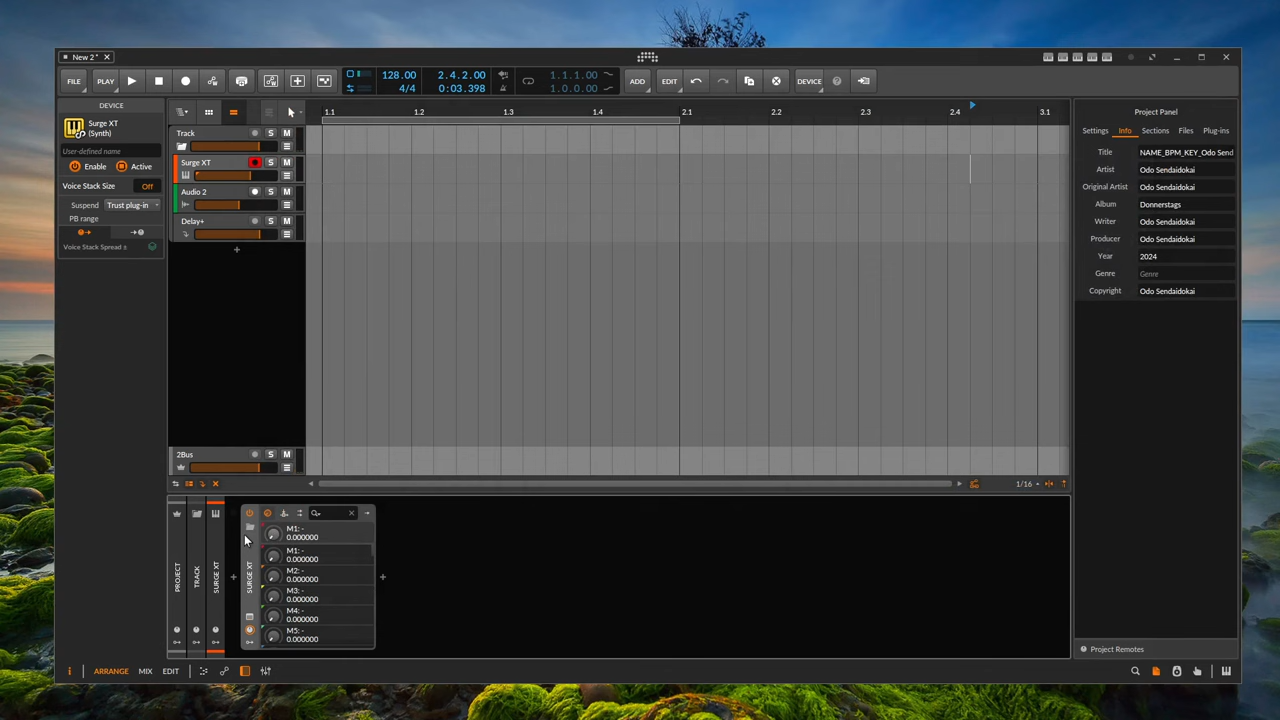 New 2 *
FILE
PLAY
128.00
4/4
2.4.2.00
0:03.398
1.1.1.00
1.0.0.00
ADD
EDIT
DEVICE
DEVICE
Surge XT
(Synth)
User-defined name
Enable
Active
Voice Stack Size
Off
Suspend
Trust plug-in
PB range
Voice Stack Spread ±
1.1
1.2
1.3
1.4
2.1
2.2
2.3
2.4
3.1
Track
S
M
Surge XT
S
M
Audio 2
S
M
Delay+
S
M
2Bus
S
M
1/16
Project Panel
Settings
Info
Sections
Files
Plug-ins
Title
NAME_BPM_KEY_Odo Send
Artist
Odo Sendaidokai
Original Artist
Odo Sendaidokai
Album
Donnerstags
Writer
Odo Sendaidokai
Producer
Odo Sendaidokai
Year
2024
Genre
Genre
Copyright
Odo Sendaidokai
PROJECT
TRACK
SURGE XT
SURGE XT
M1: -
0.000000
M1: -
0.000000
M2: -
0.000000
M3: -
0.000000
M4: -
0.000000
M5: -
0.000000
Project Remotes
i
ARRANGE
MIX
EDIT